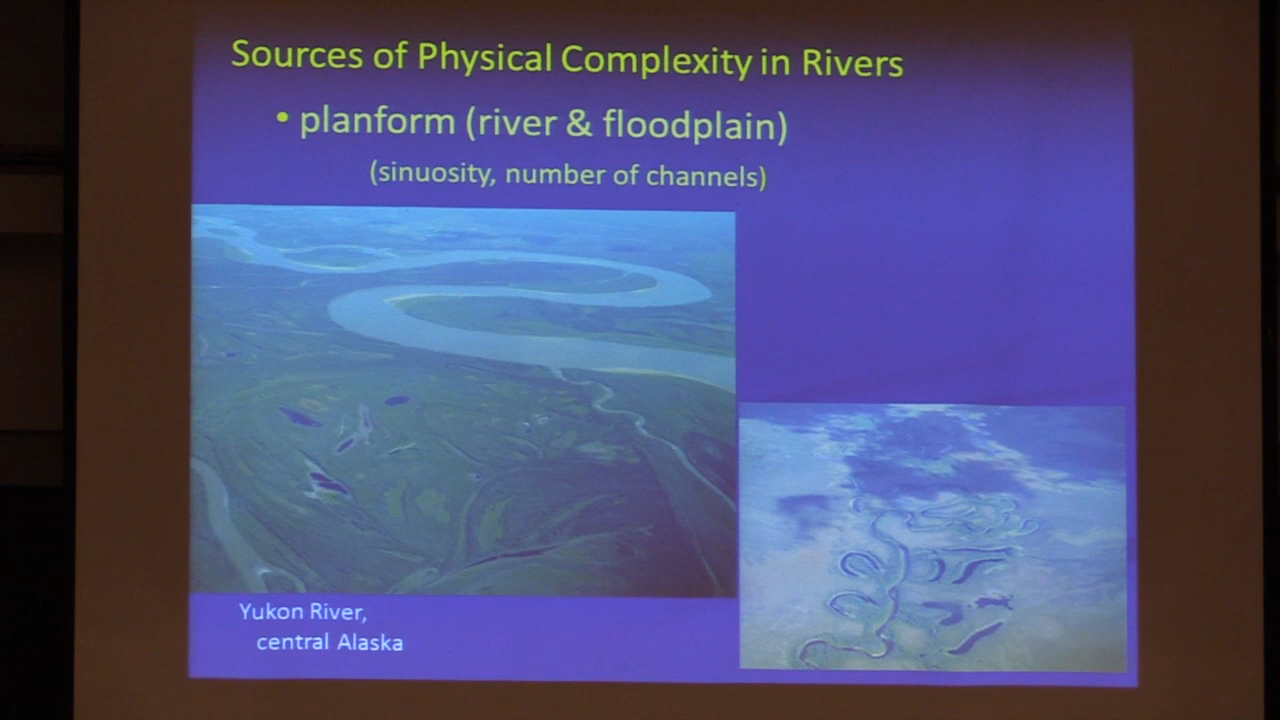 Sources of Physical Complexity in Rivers
• planform (river & floodplain)
(sinuosity, number of channels)
Yukon River,
central Alaska